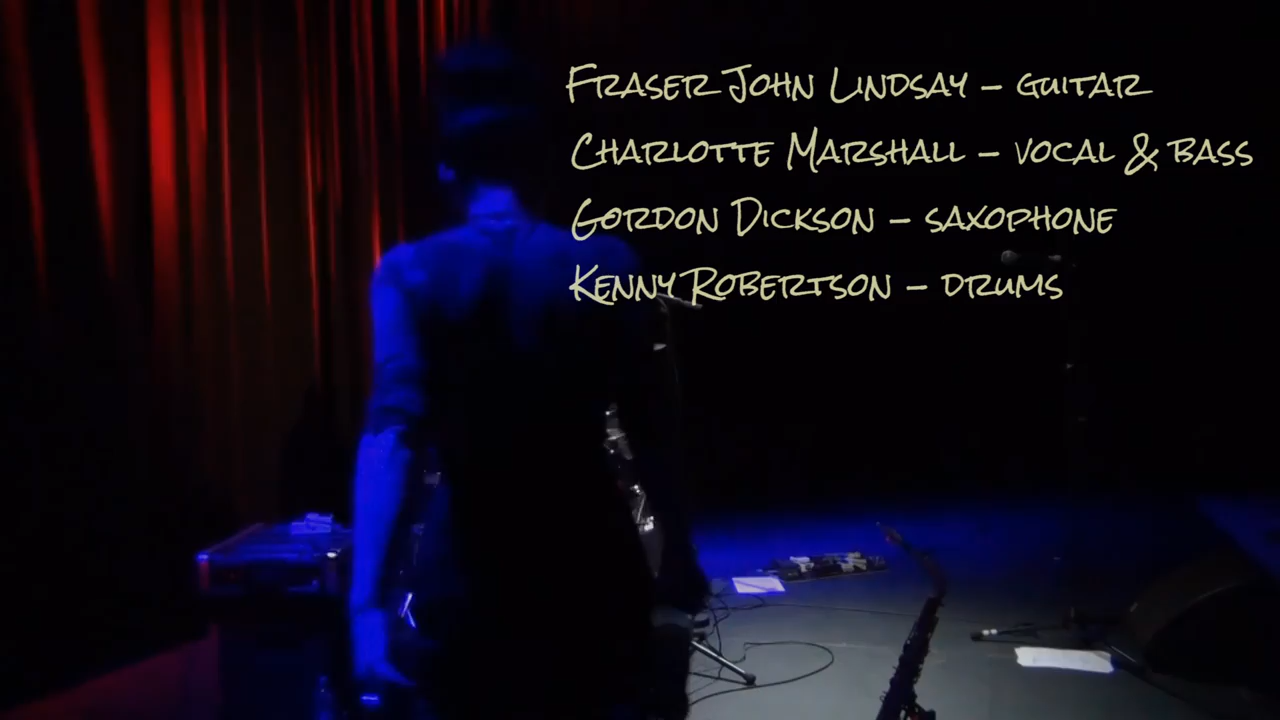 Fraser John Lindsay – guitar
Charlotte Marshall – vocal & bass
Gordon Dickson – saxophone
Kenny Robertson – drums